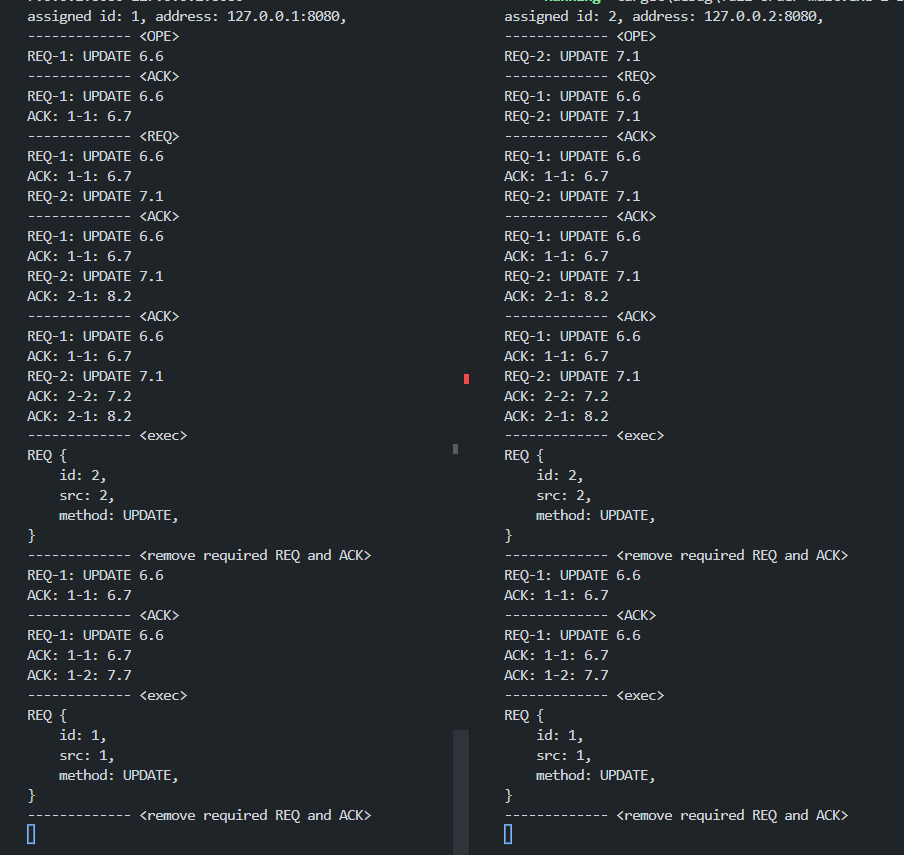 assigned id: 1, address: 127.0.0.1:8080,
------------- <OPE>
REQ-1: UPDATE 6.6
------------- <ACK>
REQ-1: UPDATE 6.6
ACK: 1-1: 6.7
------------- <REQ>
REQ-1: UPDATE 6.6
ACK: 1-1: 6.7
REQ-2: UPDATE 7.1
------------- <ACK>
REQ-1: UPDATE 6.6
ACK: 1-1: 6.7
REQ-2: UPDATE 7.1
ACK: 2-1: 8.2
------------- <ACK>
REQ-1: UPDATE 6.6
ACK: 1-1: 6.7
REQ-2: UPDATE 7.1
ACK: 2-2: 7.2
ACK: 2-1: 8.2
------------- <exec>
REQ {
    id: 2,
    src: 2,
    method: UPDATE,
}
------------- <remove required REQ and ACK>
REQ-1: UPDATE 6.6
ACK: 1-1: 6.7
------------- <ACK>
REQ-1: UPDATE 6.6
ACK: 1-1: 6.7
ACK: 1-2: 7.7
------------- <exec>
REQ {
    id: 1,
    src: 1,
    method: UPDATE,
}
------------- <remove required REQ and ACK>
assigned id: 2, address: 127.0.0.2:8080,
------------- <OPE>
REQ-2: UPDATE 7.1
------------- <REQ>
REQ-1: UPDATE 6.6
REQ-2: UPDATE 7.1
------------- <ACK>
REQ-1: UPDATE 6.6
ACK: 1-1: 6.7
REQ-2: UPDATE 7.1
------------- <ACK>
REQ-1: UPDATE 6.6
ACK: 1-1: 6.7
REQ-2: UPDATE 7.1
ACK: 2-1: 8.2
------------- <ACK>
REQ-1: UPDATE 6.6
ACK: 1-1: 6.7
REQ-2: UPDATE 7.1
ACK: 2-2: 7.2
ACK: 2-1: 8.2
------------- <exec>
REQ {
    id: 2,
    src: 2,
    method: UPDATE,
}
------------- <remove required REQ and ACK>
REQ-1: UPDATE 6.6
ACK: 1-1: 6.7
------------- <ACK>
REQ-1: UPDATE 6.6
ACK: 1-1: 6.7
ACK: 1-2: 7.7
------------- <exec>
REQ {
    id: 1,
    src: 1,
    method: UPDATE,
}
------------- <remove required REQ and ACK>